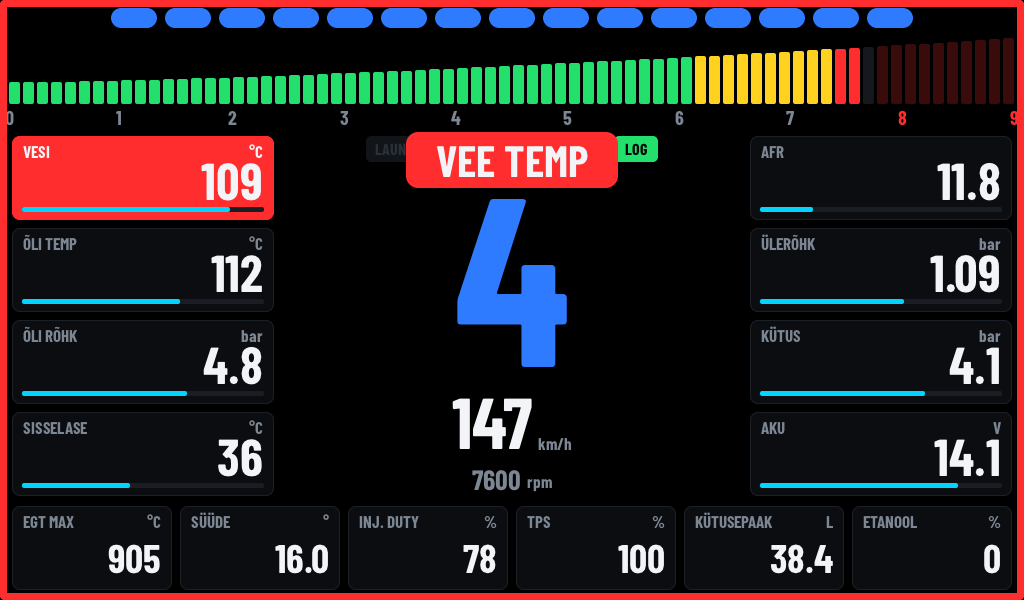 0 1 2 3 4 5 6 7 8 9
VESI °C
109
LAUN
VEE TEMP
LOG
AFR
11.8
ÕLI TEMP °C
112
4
ÜLERÕHK bar
1.09
ÕLI RÕHK bar
4.8
KÜTUS bar
4.1
SISSELASE °C
36
147 km/h
7600 rpm
AKU V
14.1
EGT MAX °C
905
SÜÜDE °
16.0
INJ. DUTY %
78
TPS %
100
KÜTUSEPAAK L
38.4
ETANOOL %
0